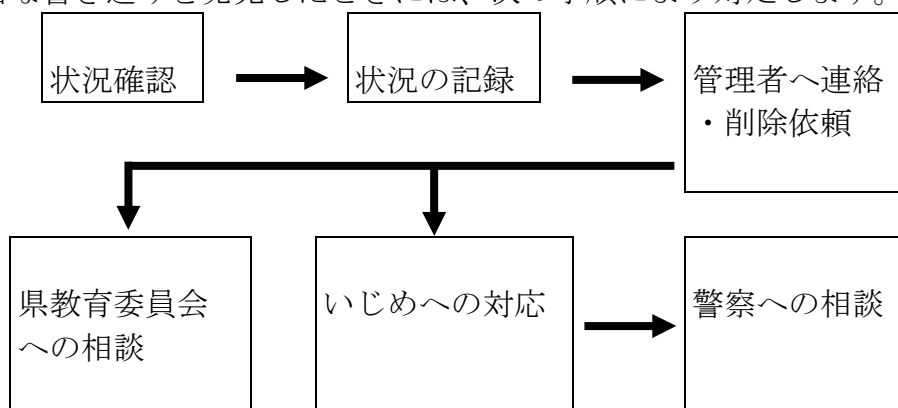 な書き込みを発見したときには、次の手順により対処します。
状況確認
状況の記録
管理者へ連絡
・削除依頼
県教育委員会
への相談
いじめへの対応
警察への相談